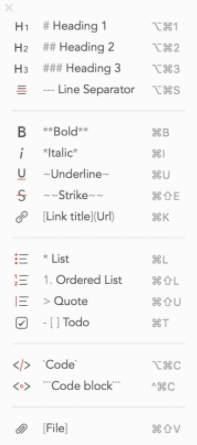 H1 # Heading 1 ⌥⌘1
H2 ## Heading 2 ⌥⌘2
H3 ### Heading 3 ⌥⌘3
--- Line Separator ⌥⌘S
B **Bold** ⌘B
i *Italic* ⌘I
U ~Underline~ ⌘U
S ~~Strike~~ ⌘⇧E
[Link title](Url) ⌘K
* List ⌘L
1. Ordered List ⌘⇧L
> Quote ⌘⇧U
- [ ] Todo ⌘T
</> `Code` ⌥⌘C
<•> ```Code block``` ^⌘C
[File] ⌘⇧V